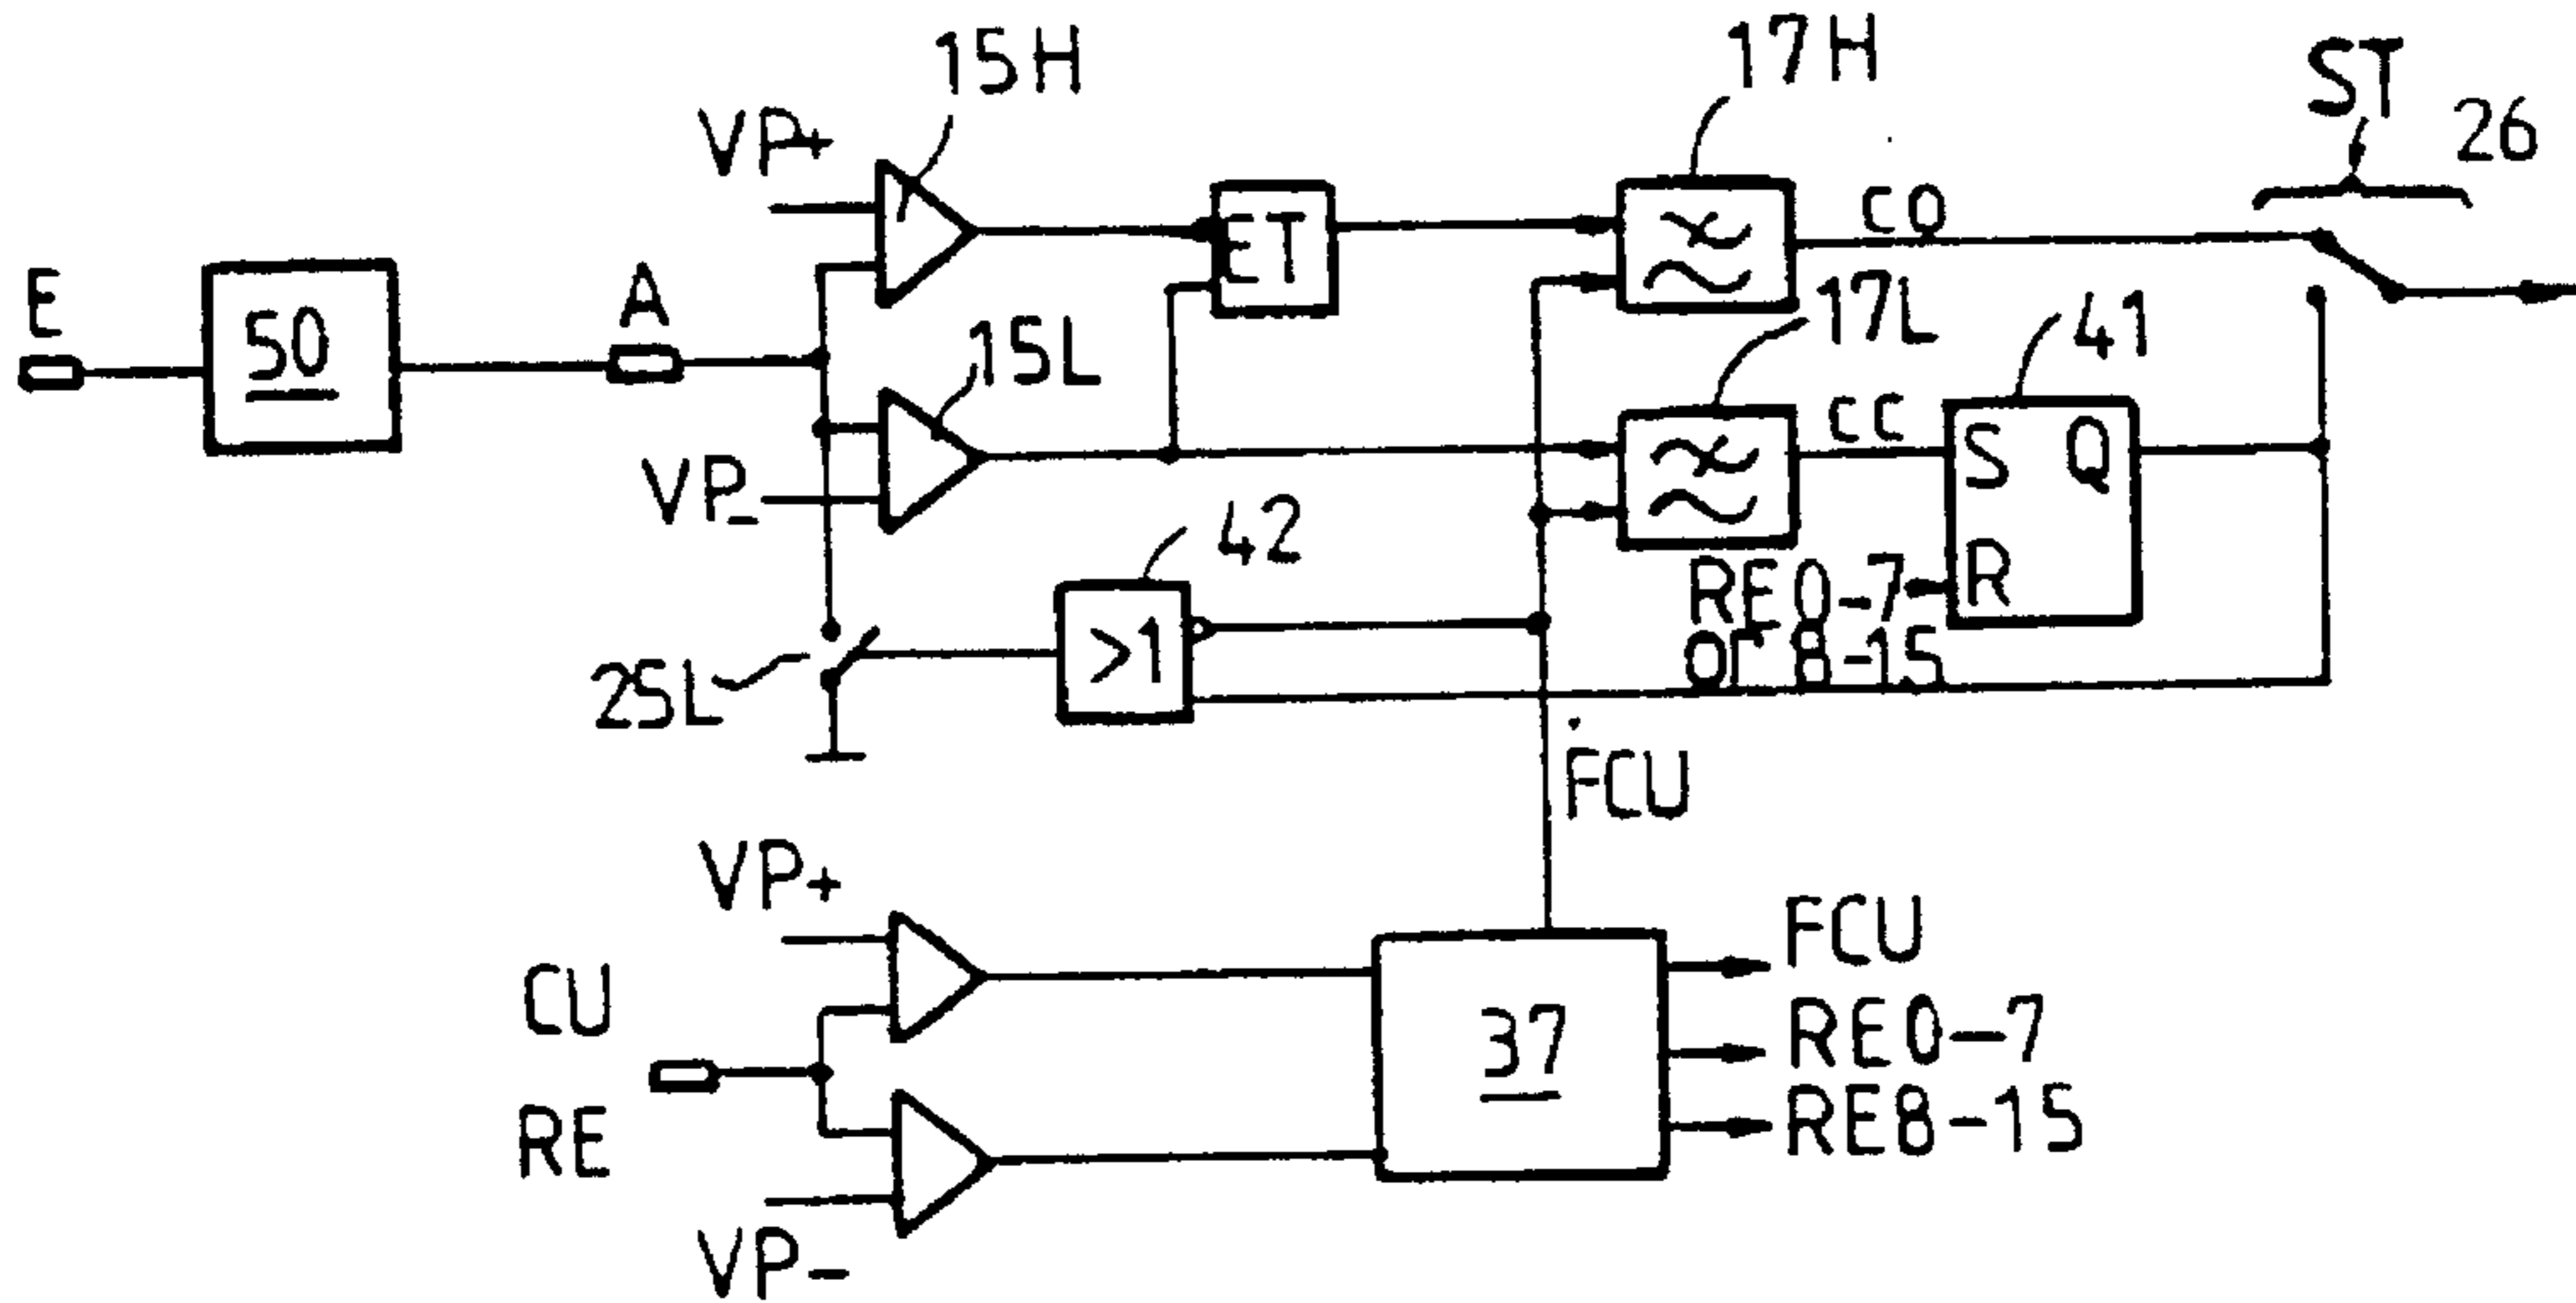 15H
17H
ST
26
VP+
E
50
A
ET
co
15L
17L
41
VP-
cc
S Q
R
42
>1
RE0-7
or 8-15
25L
FCU
VP+
CU
RE
37
FCU
RE0-7
RE8-15
VP-